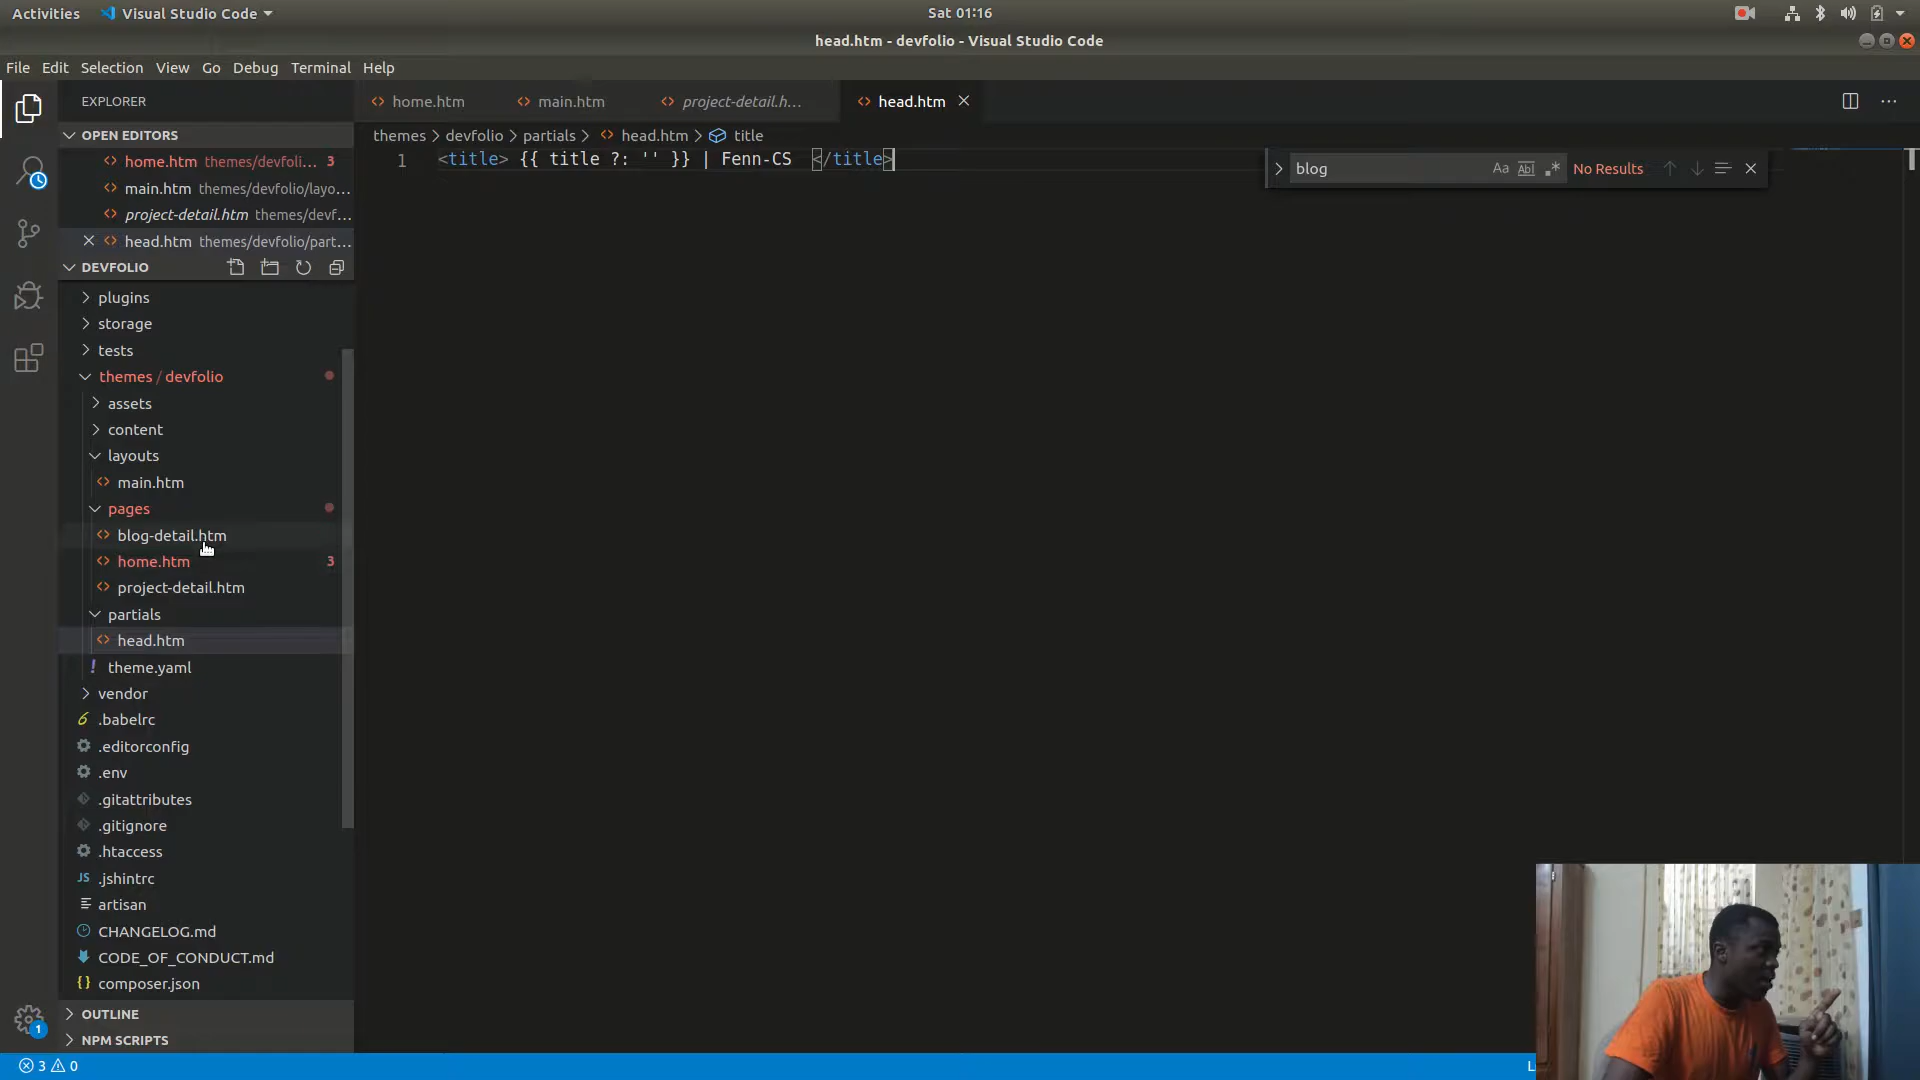 Activities Visual Studio Code Sat 01:16
head.htm - devfolio - Visual Studio Code
File Edit Selection View Go Debug Terminal Help
EXPLORER home.htm main.htm project-detail.h... head.htm
OPEN EDITORS themes devfolio partials head.htm title
home.htm themes/devfoli... 3
main.htm themes/devfolio/layo...
project-detail.htm themes/devf...
head.htm themes/devfolio/part...
1 <title> {{ title ?: '' }} | Fenn-CS </title>
blog Aa Abl .* No Results
DEVFOLIO
plugins
storage
tests
themes / devfolio
assets
content
layouts
main.htm
pages
blog-detail.htm
home.htm 3
project-detail.htm
partials
head.htm
! theme.yaml
vendor
.babelrc
.editorconfig
.env
.gitattributes
.gitignore
.htaccess
JS .jshintrc
artisan
CHANGELOG.md
CODE_OF_CONDUCT.md
{} composer.json
OUTLINE
1
NPM SCRIPTS
3 0
L